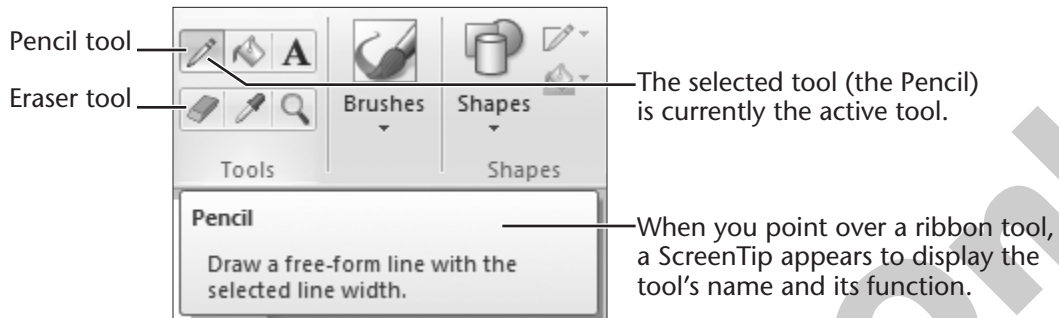 Pencil tool
Eraser tool
A
Brushes
Shapes
Tools
Shapes
The selected tool (the Pencil)
is currently the active tool.
Pencil
Draw a free-form line with the
selected line width.
When you point over a ribbon tool,
a ScreenTip appears to display the
tool's name and its function.